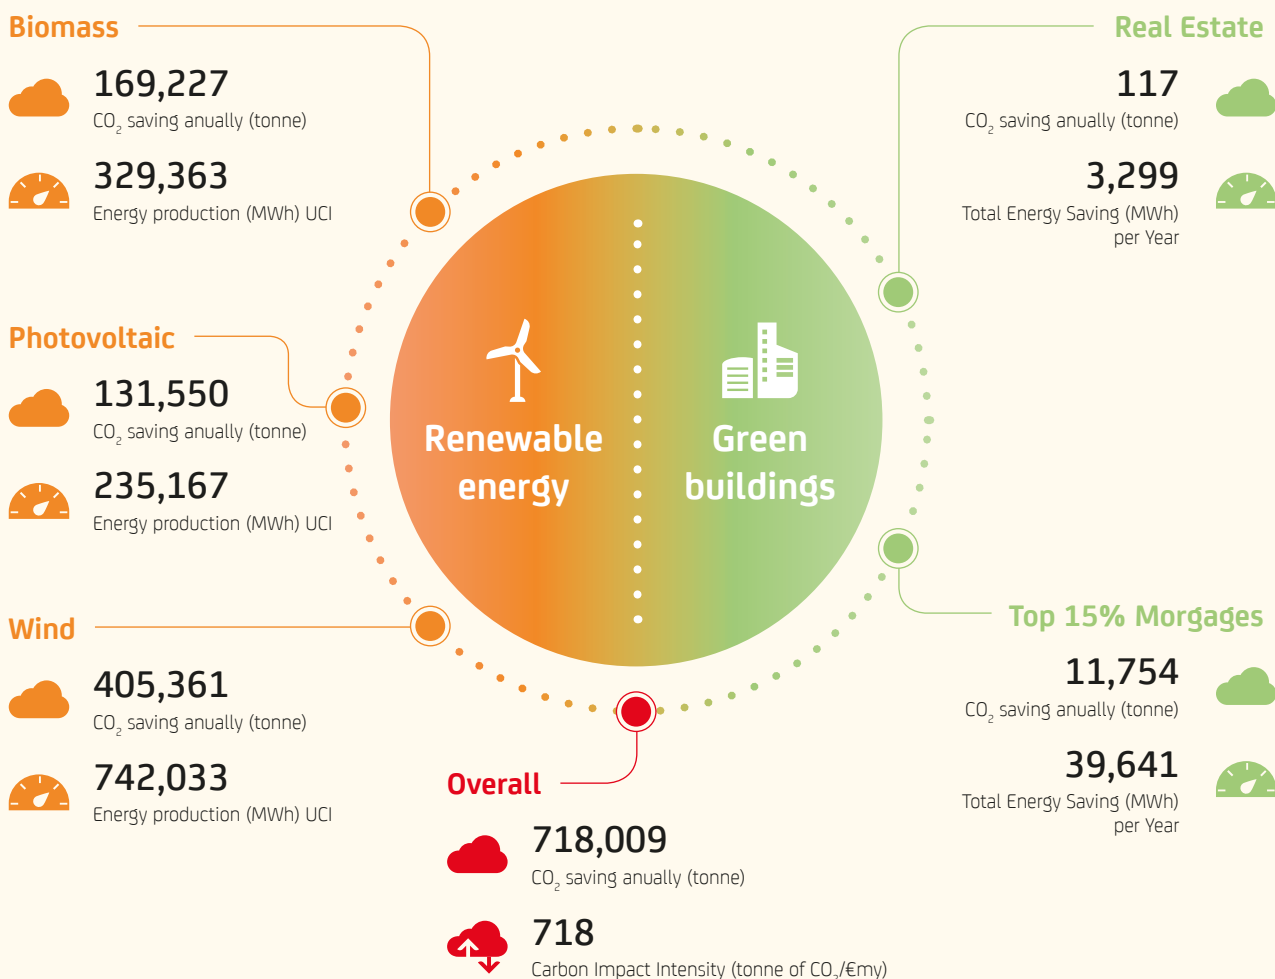 Biomass
169,227
CO₂ saving anually (tonne)
329,363
Energy production (MWh) UCI
Photovoltaic
131,550
CO₂ saving anually (tonne)
235,167
Energy production (MWh) UCI
Wind
405,361
CO₂ saving anually (tonne)
742,033
Energy production (MWh) UCI
Renewable
energy
Green
buildings
Real Estate
117
CO₂ saving anually (tonne)
3,299
Total Energy Saving (MWh)
per Year
Top 15% Morgages
11,754
CO₂ saving anually (tonne)
39,641
Total Energy Saving (MWh)
per Year
Overall
718,009
CO₂ saving anually (tonne)
718
Carbon Impact Intensity (tonne of CO₂/€my)